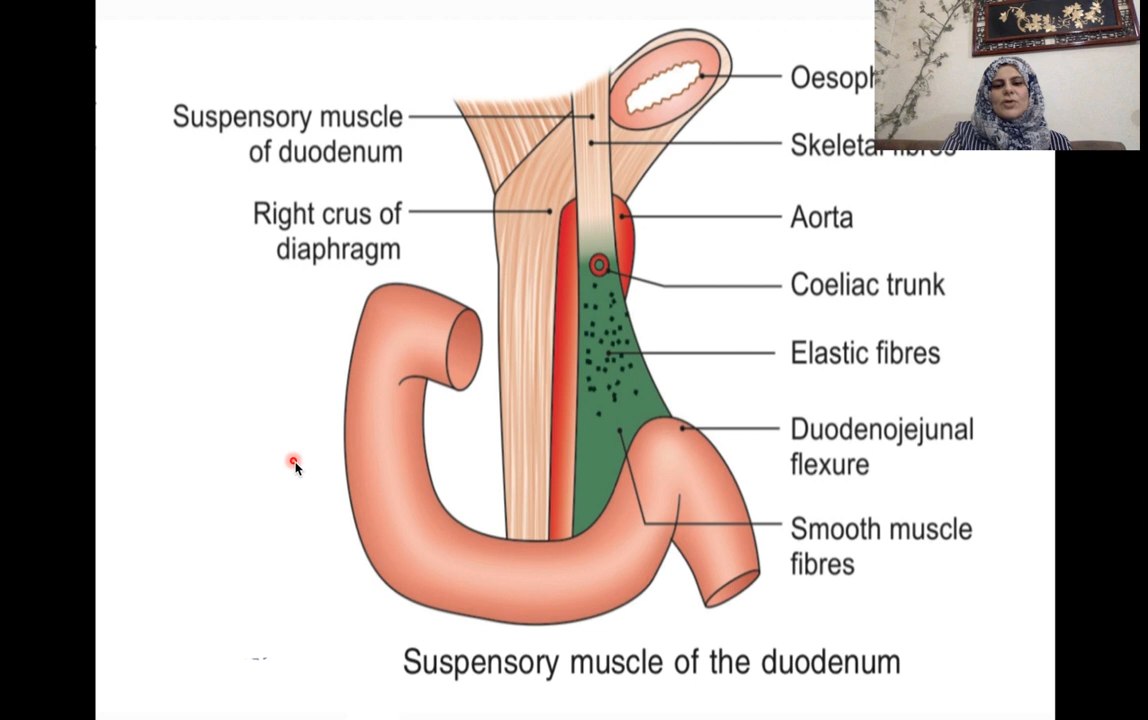 Suspensory muscle
of duodenum
Right crus of
diaphragm
Aorta
Coeliac trunk
Elastic fibres
Duodenojejunal
flexure
Smooth muscle
fibres
Suspensory muscle of the duodenum